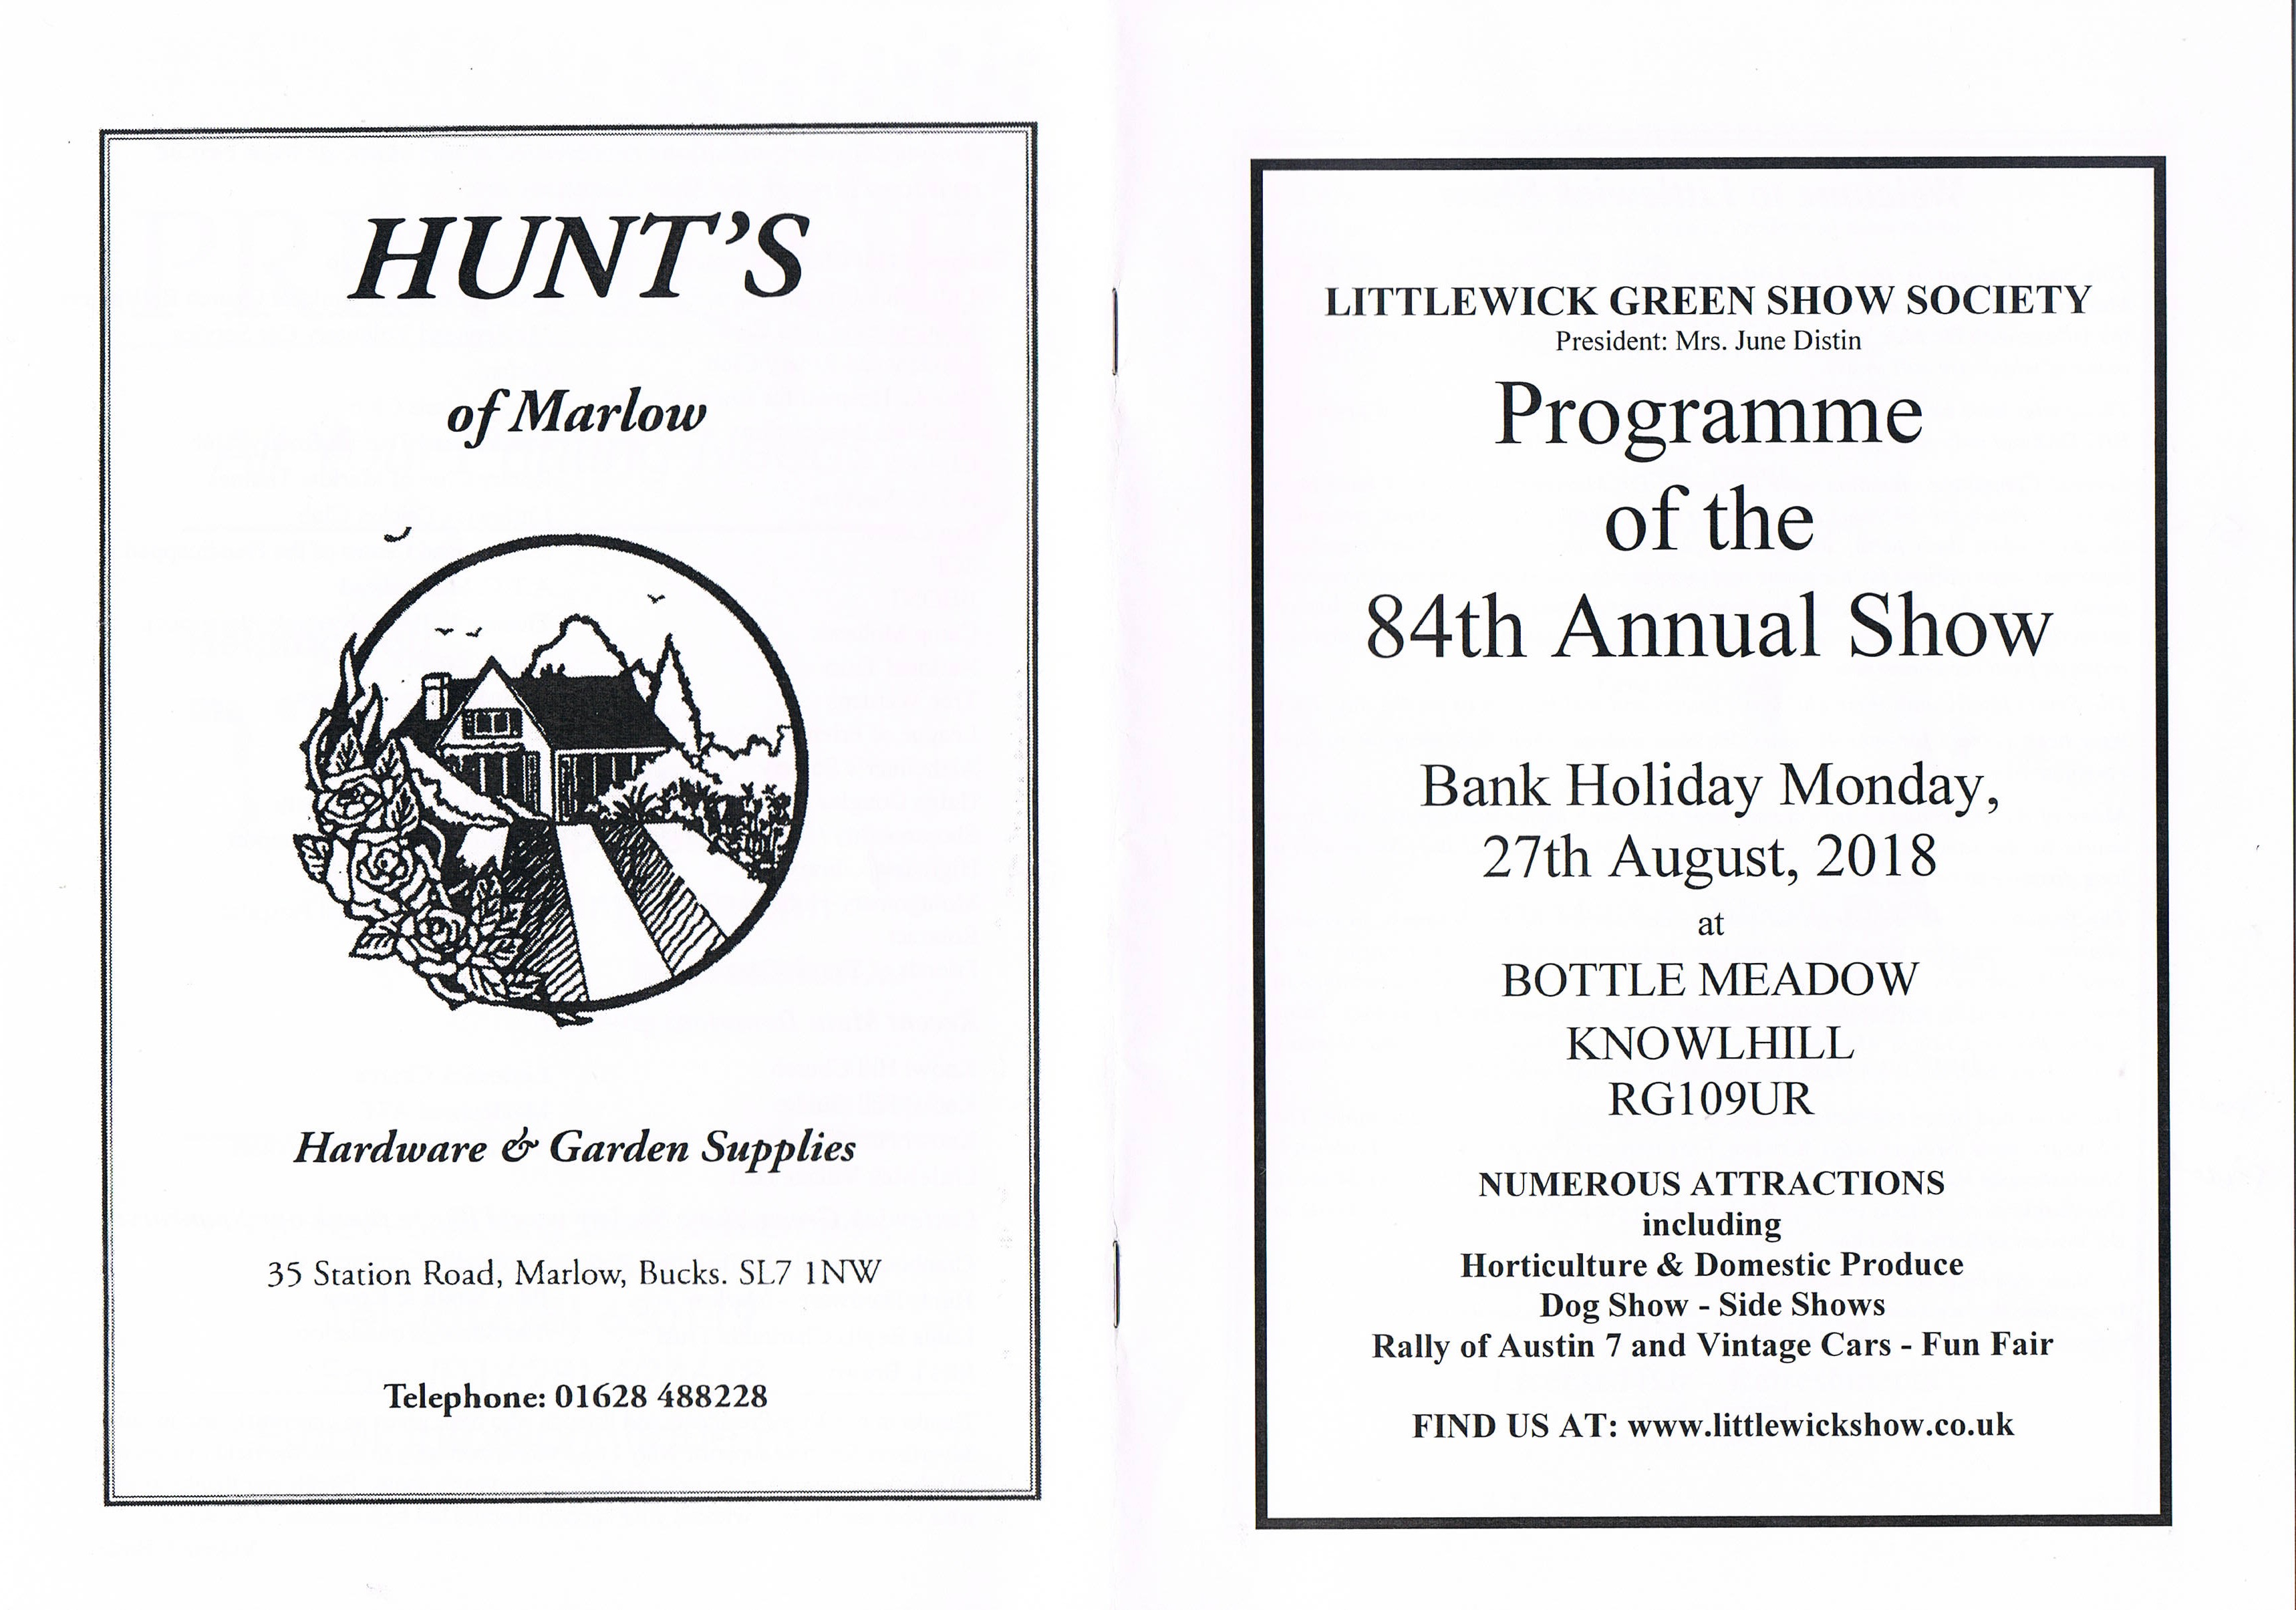 HUNT'S
of Marlow
Hardware & Garden Supplies
35 Station Road, Marlow, Bucks. SL7 1NW
Telephone: 01628 488228
LITTLEWICK GREEN SHOW SOCIETY
President: Mrs. June Distin
Programme
of the
84th Annual Show
Bank Holiday Monday,
27th August, 2018
at
BOTTLE MEADOW
KNOWLHILL
RG109UR
NUMEROUS ATTRACTIONS
including
Horticulture & Domestic Produce
Dog Show - Side Shows
Rally of Austin 7 and Vintage Cars - Fun Fair
FIND US AT: www.littlewickshow.co.uk